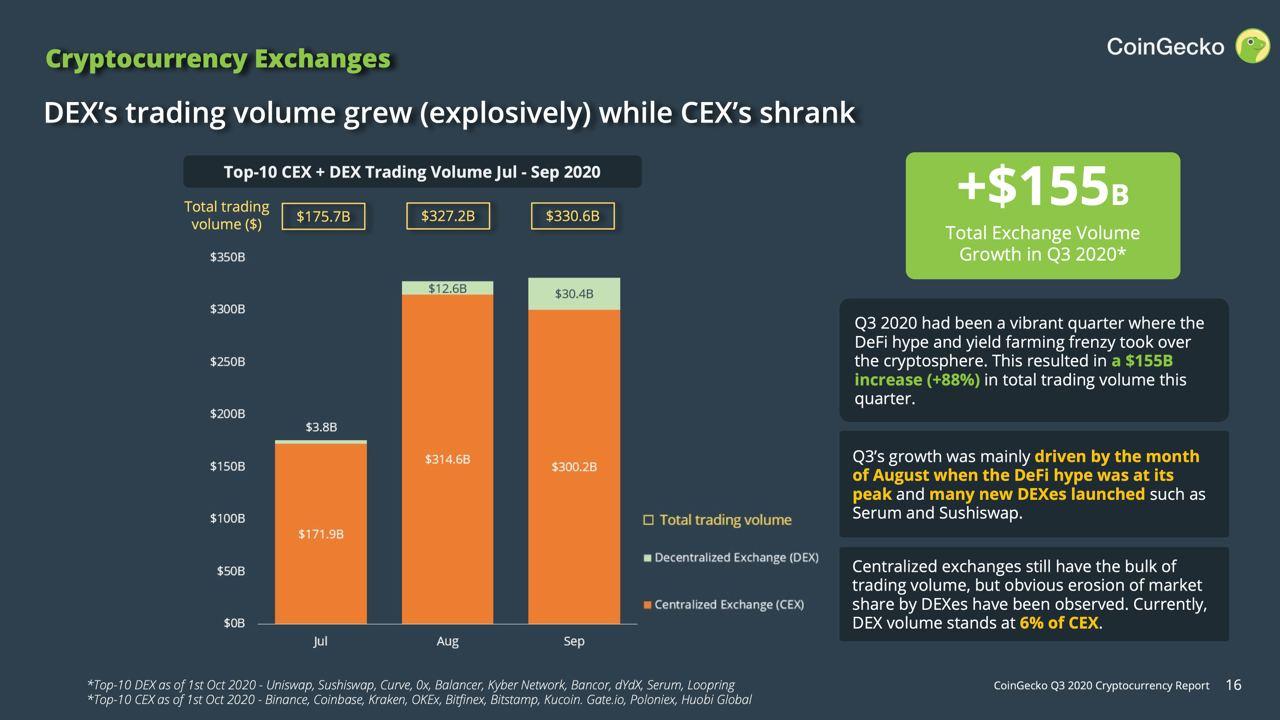 CoinGecko
Cryptocurrency Exchanges
DEX’s trading volume grew (explosively) while CEX’s shrank
Top-10 CEX + DEX Trading Volume Jul - Sep 2020
Total trading
volume ($)
$175.7B
$327.2B
$330.6B
$350B
$300B
$250B
$200B
$150B
$100B
$50B
$0B
$3.8B
$171.9B
$12.6B
$314.6B
$30.4B
$300.2B
Jul
Aug
Sep
Total trading volume
Decentralized Exchange (DEX)
Centralized Exchange (CEX)
+$155B
Total Exchange Volume
Growth in Q3 2020*
Q3 2020 had been a vibrant quarter where the
DeFi hype and yield farming frenzy took over
the cryptosphere. This resulted in a $155B
increase (+88%) in total trading volume this
quarter.
Q3’s growth was mainly driven by the month
of August when the DeFi hype was at its
peak and many new DEXes launched such as
Serum and Sushiswap.
Centralized exchanges still have the bulk of
trading volume, but obvious erosion of market
share by DEXes have been observed. Currently,
DEX volume stands at 6% of CEX.
*Top-10 DEX as of 1st Oct 2020 - Uniswap, Sushiswap, Curve, 0x, Balancer, Kyber Network, Bancor, dYdX, Serum, Loopring
*Top-10 CEX as of 1st Oct 2020 - Binance, Coinbase, Kraken, OKEx, Bitfinex, Bitstamp, Kucoin. Gate.io, Poloniex, Huobi Global
CoinGecko Q3 2020 Cryptocurrency Report 16